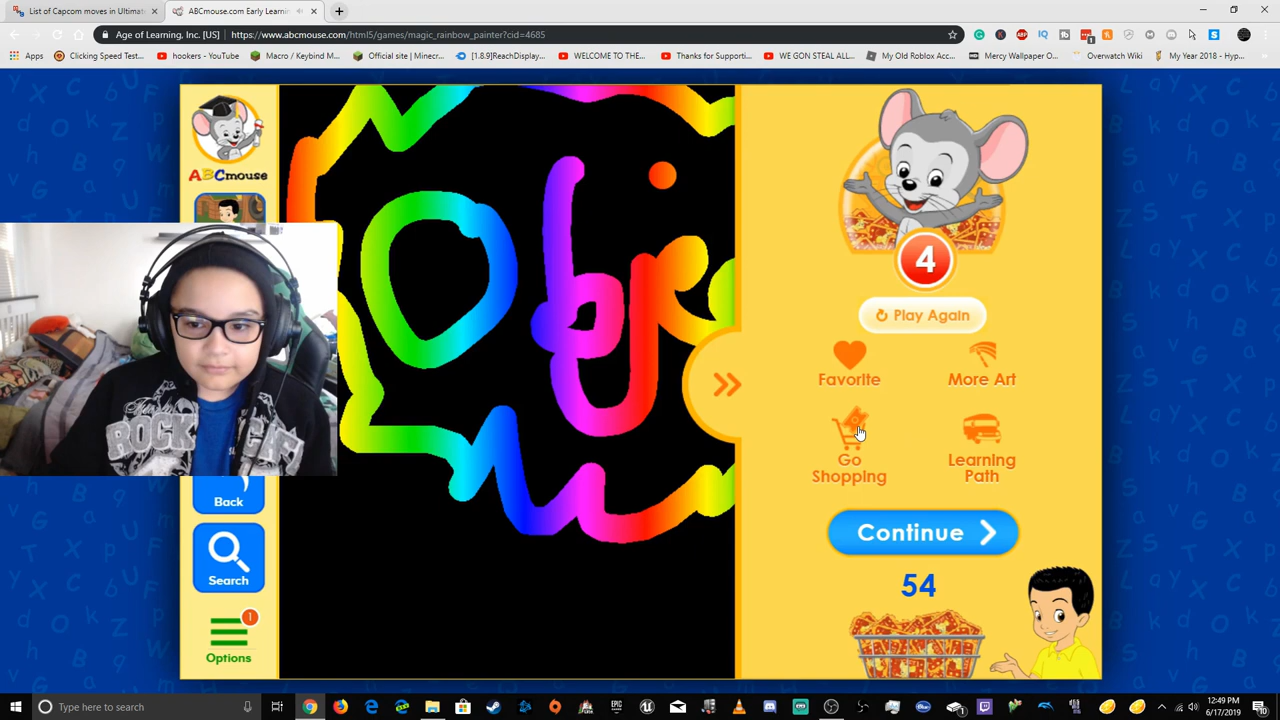 List of Capcom moves in Ultimat
ABCmouse.com Early Learnin
Age of Learning, Inc. [US] | https://www.abcmouse.com/html5/games/magic_rainbow_painter?cid=4685
Apps
Clicking Speed Test...
hookers - YouTube
Macro / Keybind M
Official site | Minecr...
[1.8.9]ReachDisplay...
WELCOME TO THE...
Thanks for Supporti...
WE GON STEAL ALL...
My Old Roblox Acc...
Mercy Wallpaper O...
Overwatch Wiki
My Year 2018 - Hyp...
ABCmouse
4
Play Again
Favorite
More Art
Go
Shopping
Learning
Path
Continue
54
Back
Search
1
Options
ROCK
Type here to search
12:49 PM
6/17/2019